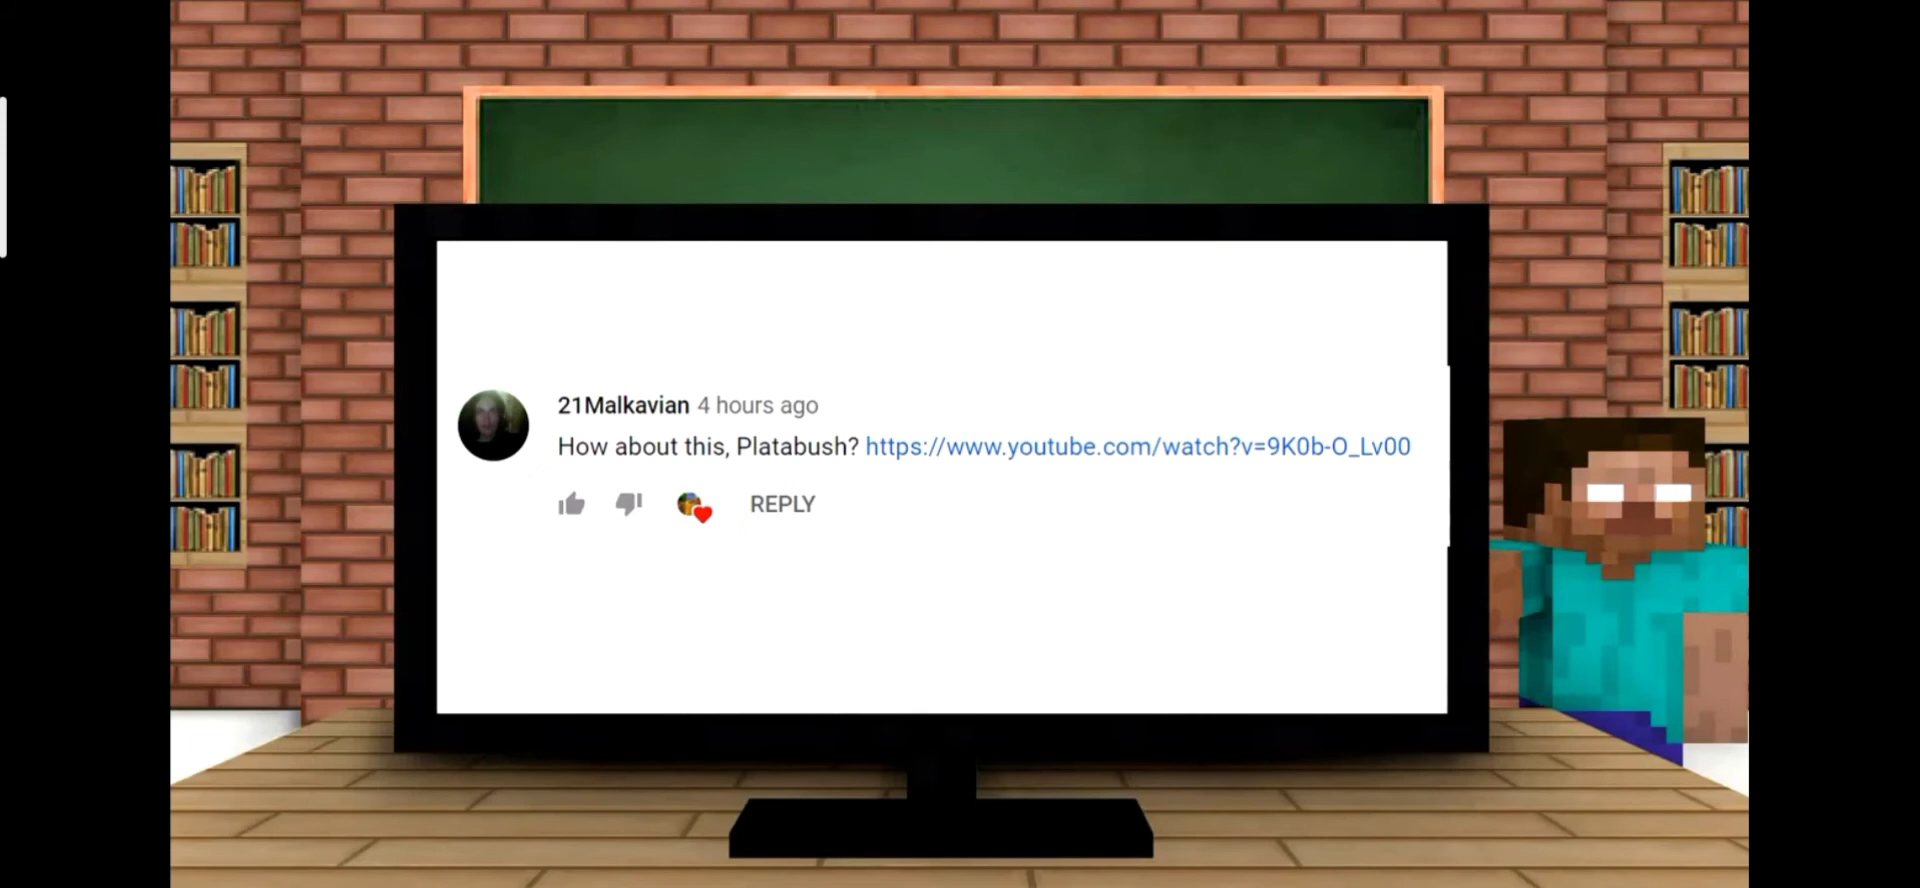 21Malkavian 4 hours ago
How about this, Platabush? https://www.youtube.com/watch?v=9K0b-O_Lv00
REPLY